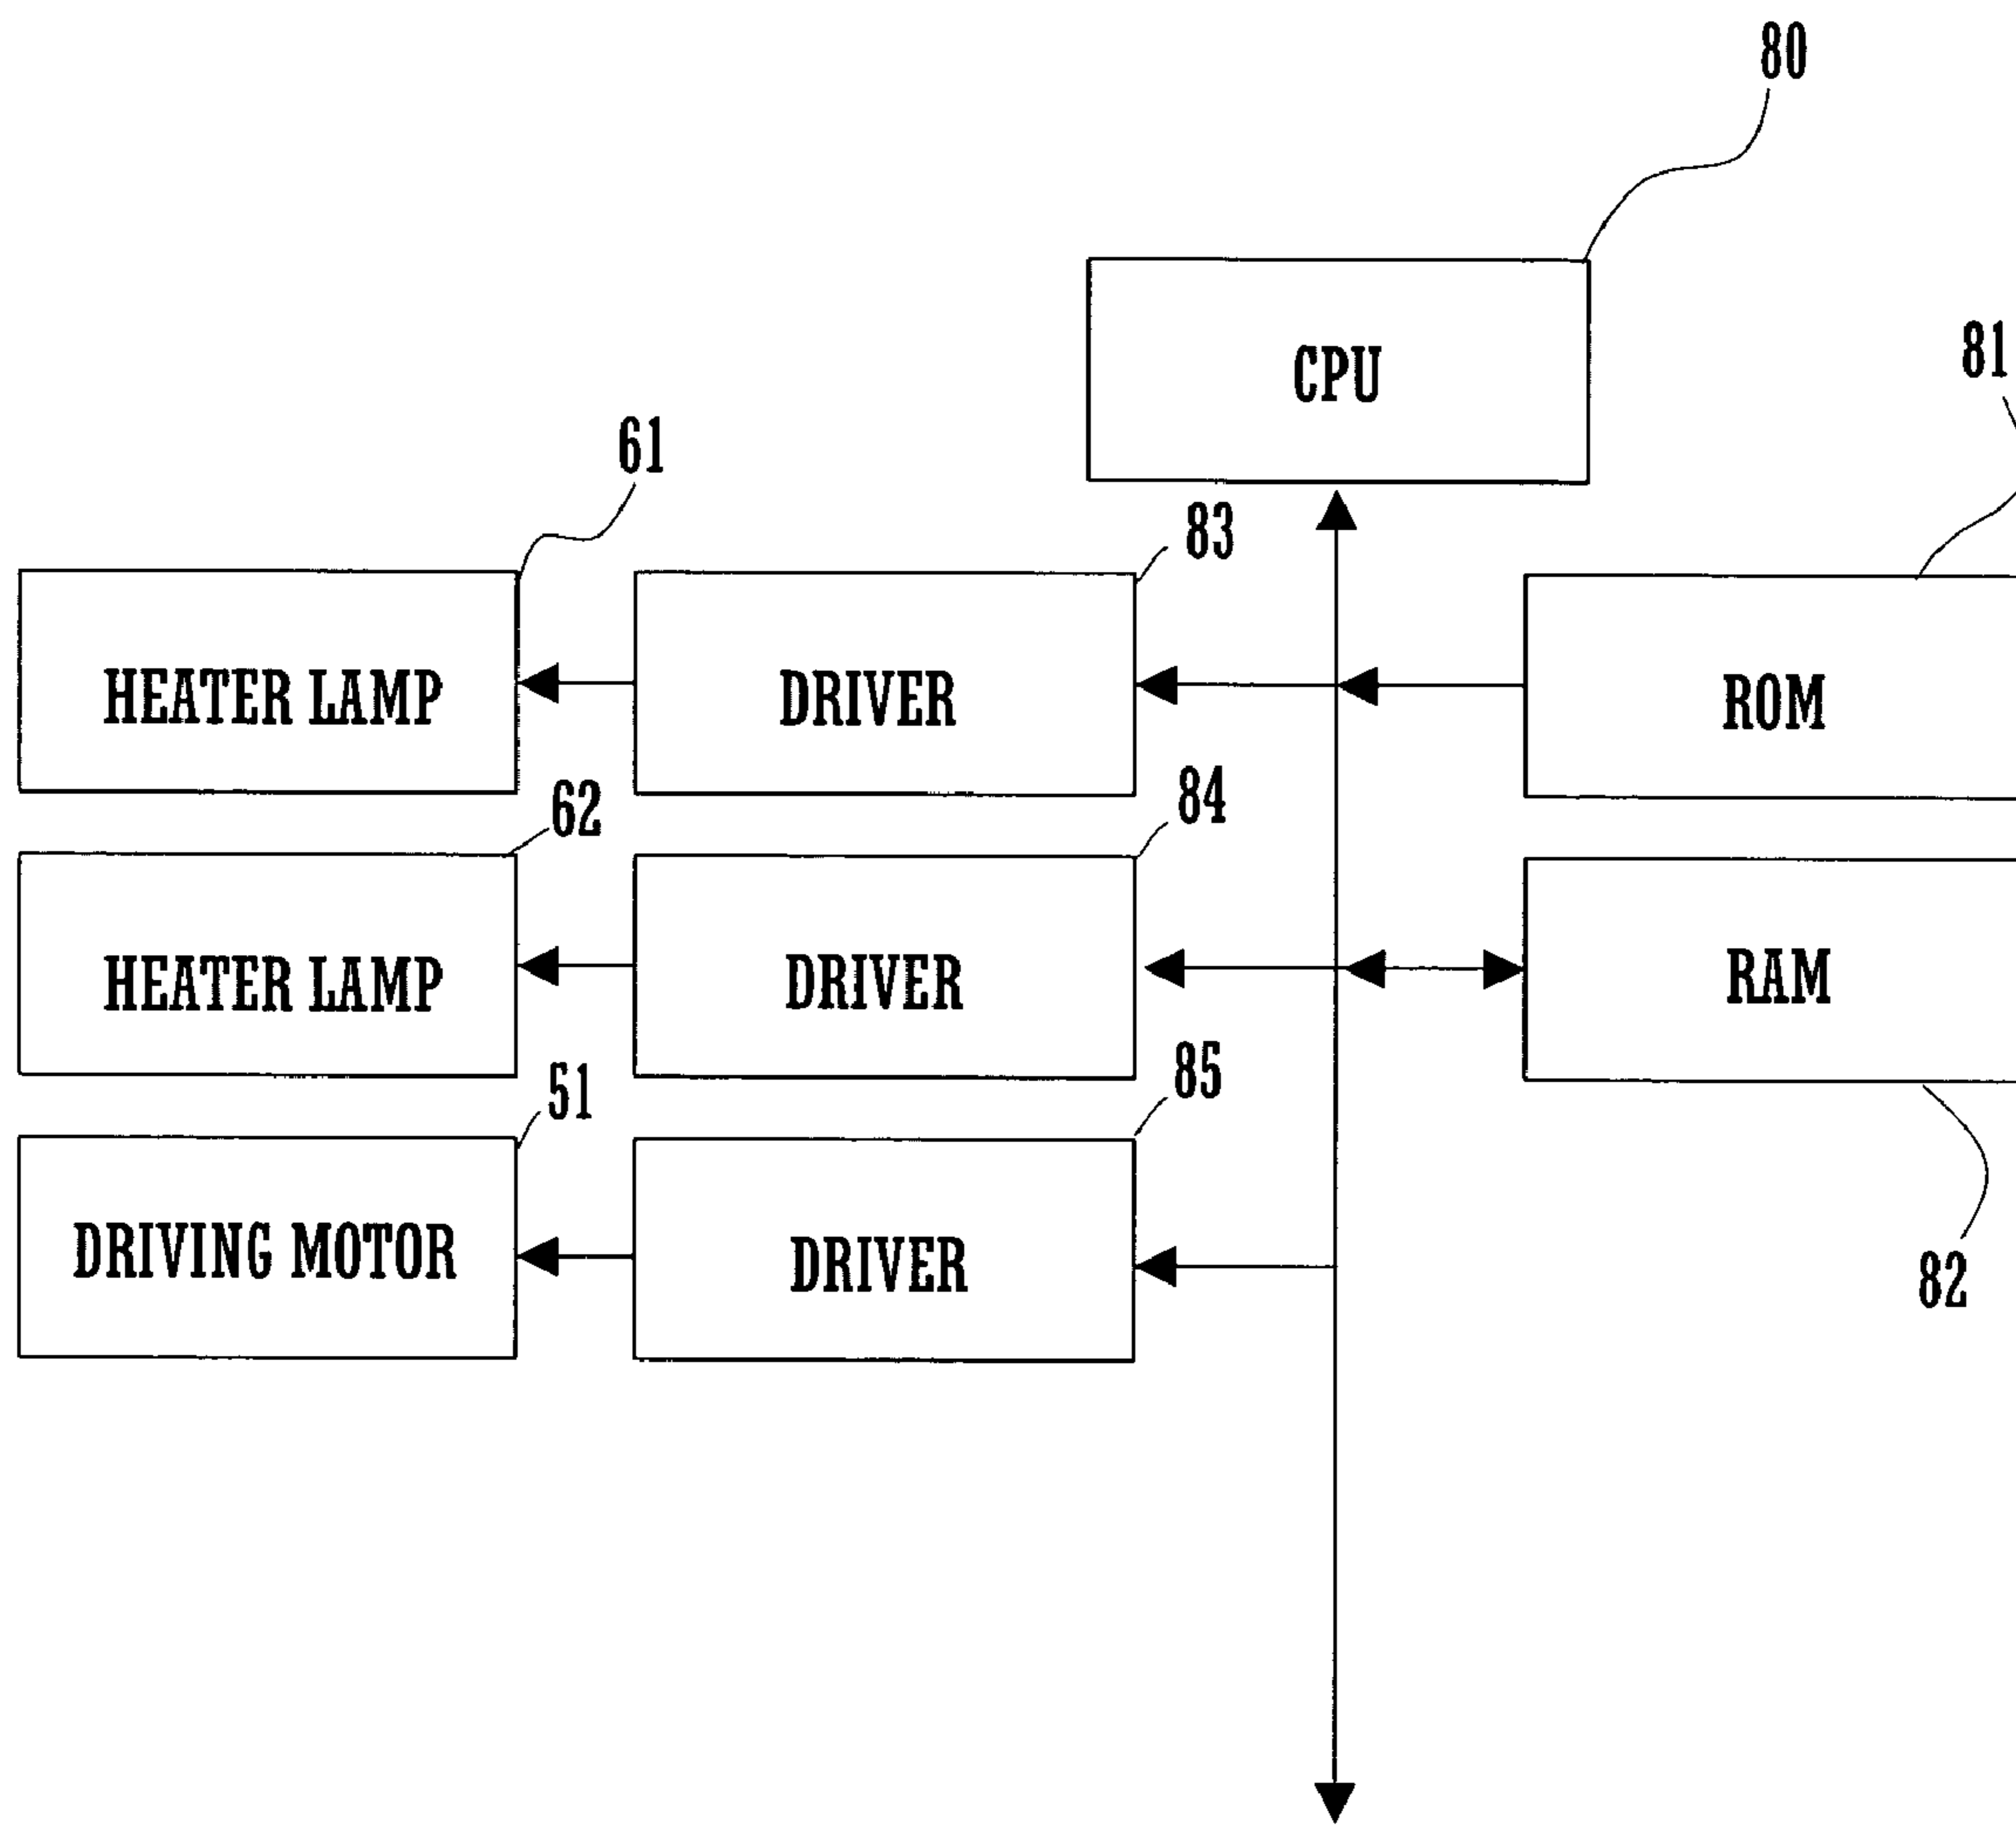 80
CPU
81
61
83
HEATER LAMP
DRIVER
ROM
62
84
HEATER LAMP
DRIVER
RAM
51
85
DRIVING MOTOR
DRIVER
82